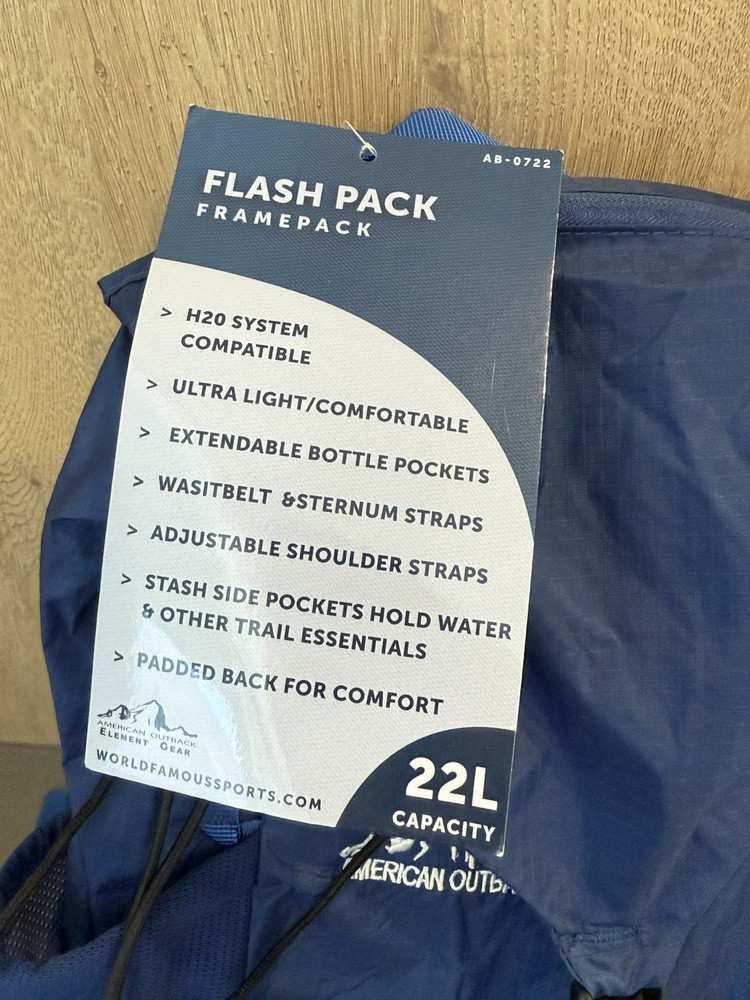 AB-0722
FLASH PACK
FRAMEPACK
> H20 SYSTEM
COMPATIBLE
> ULTRA LIGHT/COMFORTABLE
> EXTENDABLE BOTTLE POCKETS
> WASITBELT &STERNUM STRAPS
> ADJUSTABLE SHOULDER STRAPS
> STASH SIDE POCKETS HOLD WATER
& OTHER TRAIL ESSENTIALS
> PADDED BACK FOR COMFORT
AMERICAN OUTBACK
ELEMENT GEAR
WORLDFAMOUSSPORTS.COM
22L
CAPACITY
MERICAN OUTB